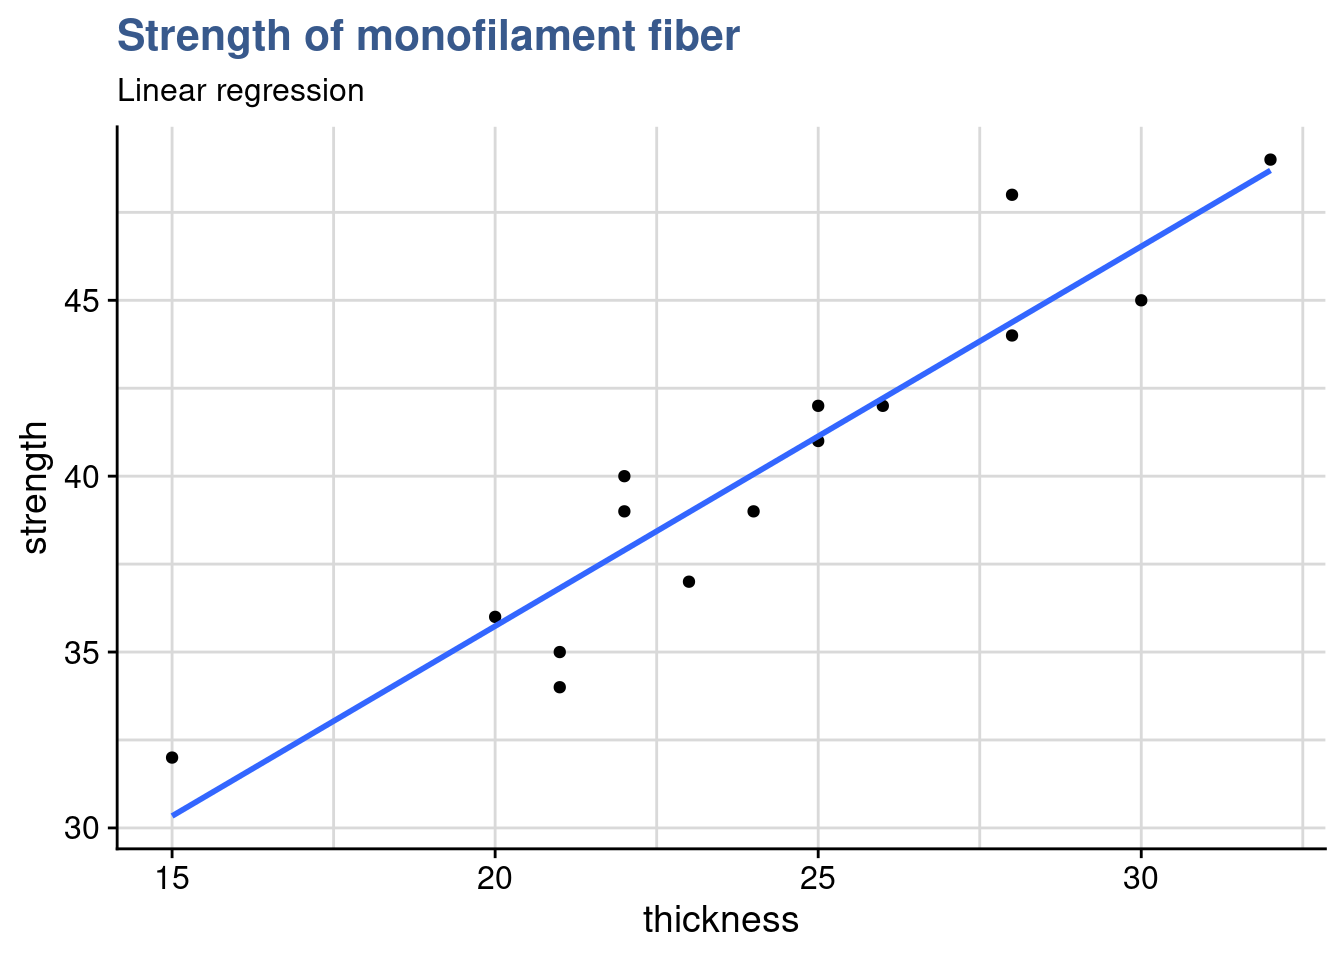 Strength of monofilament fiber
Linear regression
strength
45
40
35
30
15 20 25 30
thickness